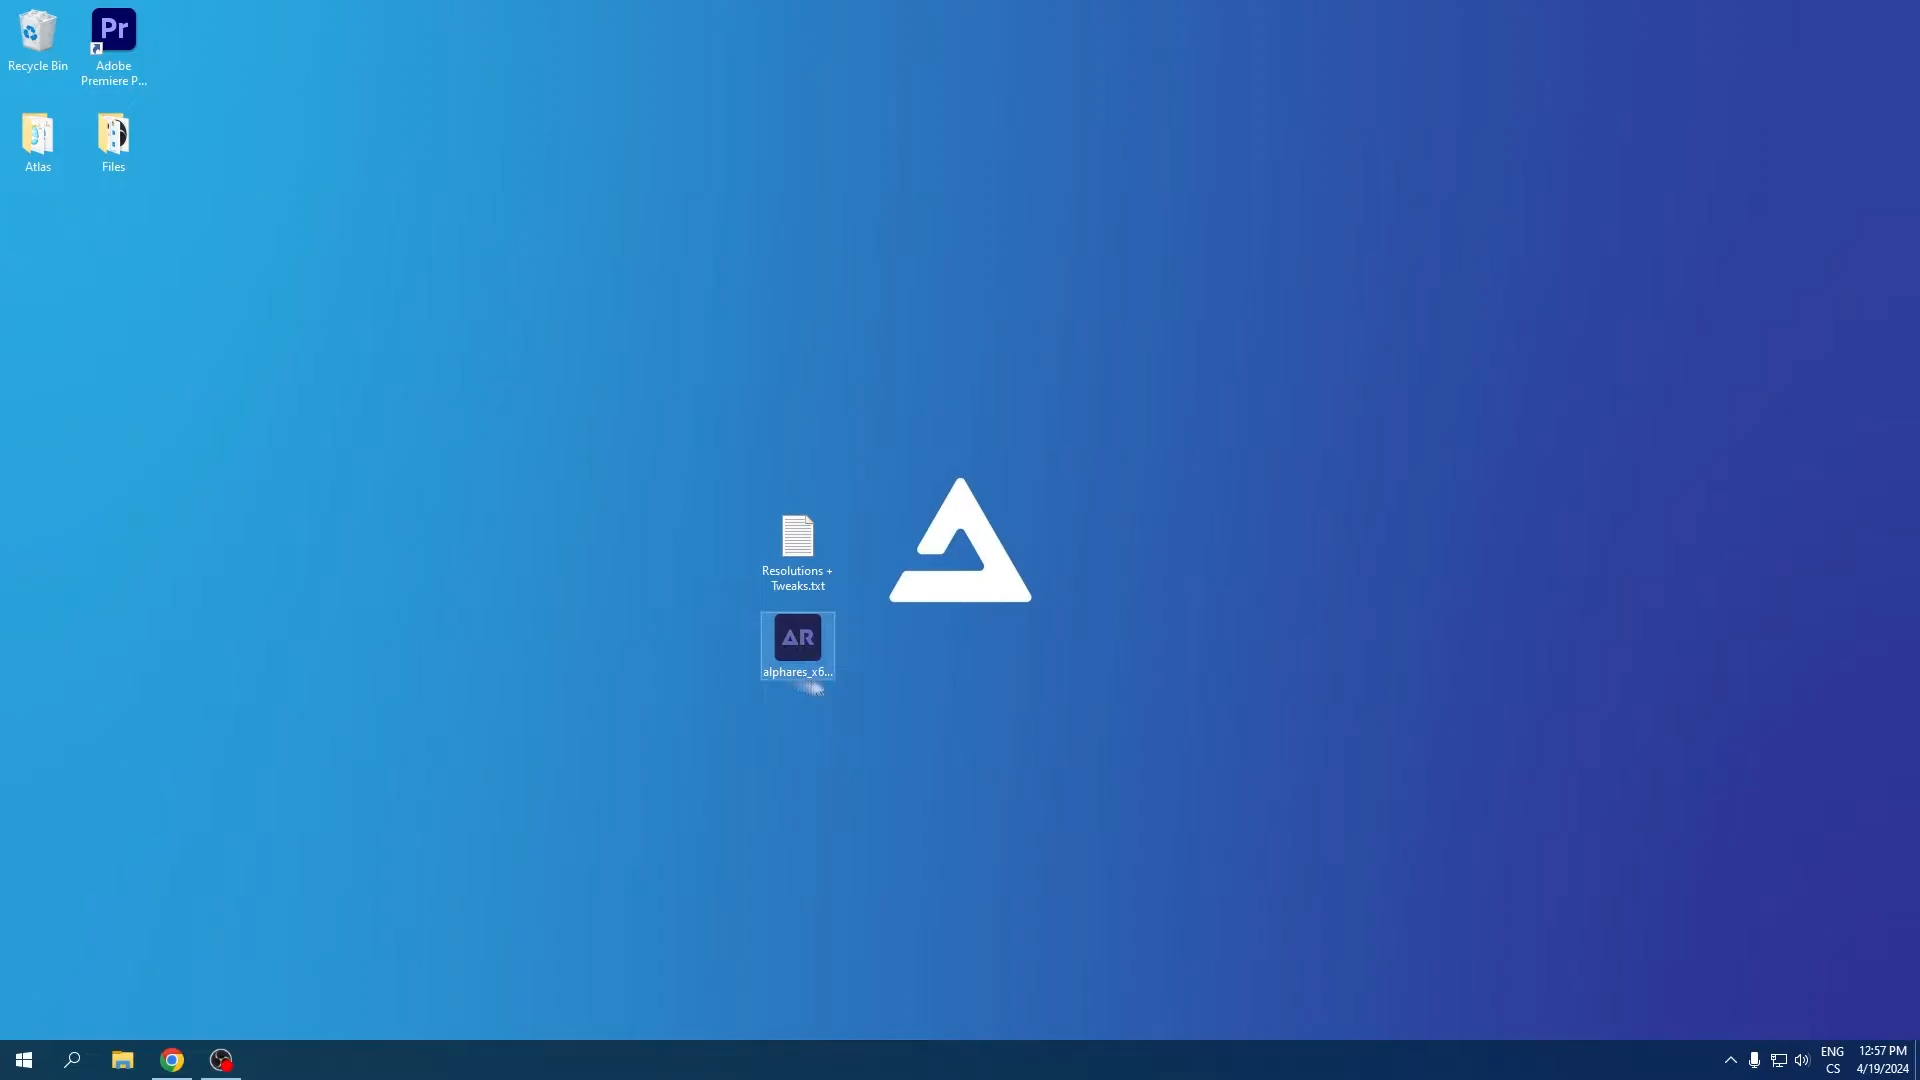 Pr
Recycle Bin
Adobe
Premiere P...
Atlas
Files
Resolutions +
Tweaks.txt
AR
alphares_x6...
ENG
CS
12:57 PM
4/19/2024